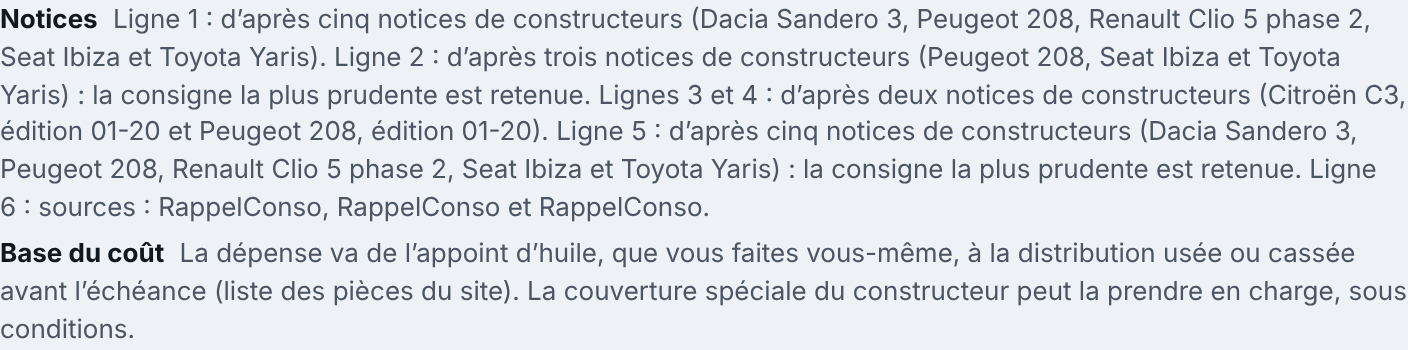 Notices Ligne 1 : d’après cinq notices de constructeurs (Dacia Sandero 3, Peugeot 208, Renault Clio 5 phase 2,
Seat Ibiza et Toyota Yaris). Ligne 2 : d’après trois notices de constructeurs (Peugeot 208, Seat Ibiza et Toyota
Yaris) : la consigne la plus prudente est retenue. Lignes 3 et 4 : d’après deux notices de constructeurs (Citroën C3,
édition 01-20 et Peugeot 208, édition 01-20). Ligne 5 : d’après cinq notices de constructeurs (Dacia Sandero 3,
Peugeot 208, Renault Clio 5 phase 2, Seat Ibiza et Toyota Yaris) : la consigne la plus prudente est retenue. Ligne
6 : sources : RappelConso, RappelConso et RappelConso.
Base du coût La dépense va de l’appoint d’huile, que vous faites vous-même, à la distribution usée ou cassée
avant l’échéance (liste des pièces du site). La couverture spéciale du constructeur peut la prendre en charge, sous
conditions.